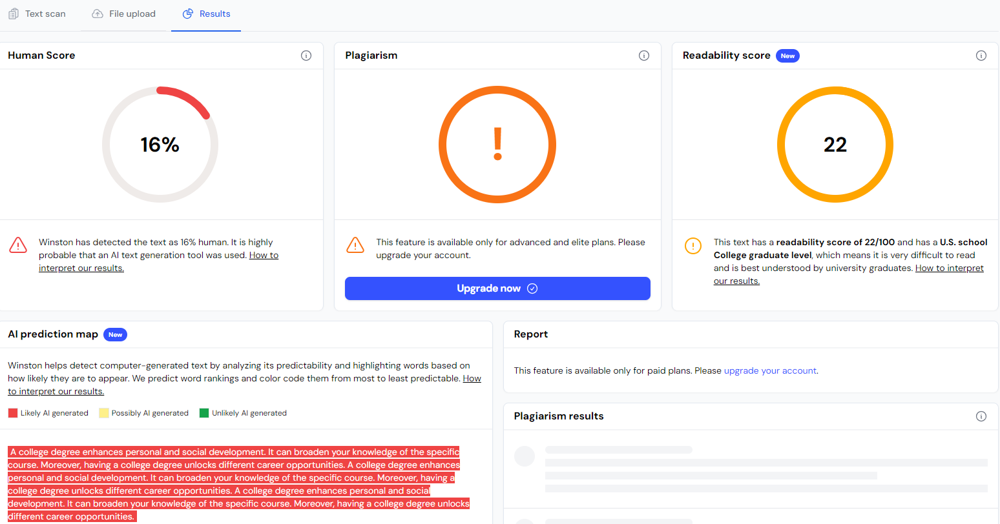 Text scan
File upload
Results
Human Score
16%
Winston has detected the text as 16% human. It is highly
probable that an AI text generation tool was used. How to
interpret our results.
Plagiarism
!
This feature is available only for advanced and elite plans. Please
upgrade your account.
Upgrade now
Readability score New
22
This text has a readability score of 22/100 and has a U.S. school
College graduate level, which means it is very difficult to read
and is best understood by university graduates. How to interpret
our results.
AI prediction map New
Winston helps detect computer-generated text by analyzing its predictability and highlighting words based on
how likely they are to appear. We predict word rankings and color code them from most to least predictable. How
to interpret our results.
Likely AI generated Possibly AI generated Unlikely AI generated
A college degree enhances personal and social development. It can broaden your knowledge of the specific
course. Moreover, having a college degree unlocks different career opportunities. A college degree enhances
personal and social development. It can broaden your knowledge of the specific course. Moreover, having a
college degree unlocks different career opportunities. A college degree enhances personal and social
development. It can broaden your knowledge of the specific course. Moreover, having a college degree unlocks
different career opportunities.
Report
This feature is available only for paid plans. Please upgrade your account.
Plagiarism results